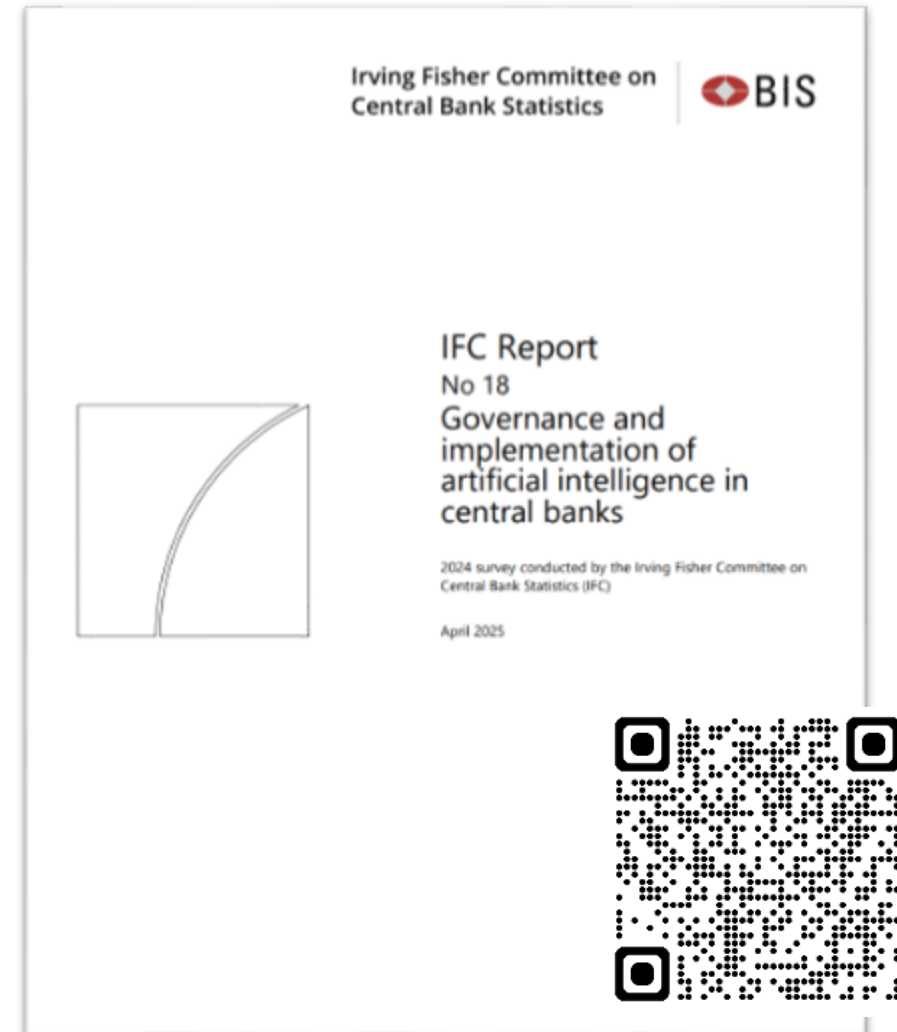 Irving Fisher Committee on
Central Bank Statistics
BIS
IFC Report
No 18
Governance and
implementation of
artificial intelligence in
central banks
2024 survey conducted by the Irving Fisher Committee on
Central Bank Statistics (IFC)
April 2025